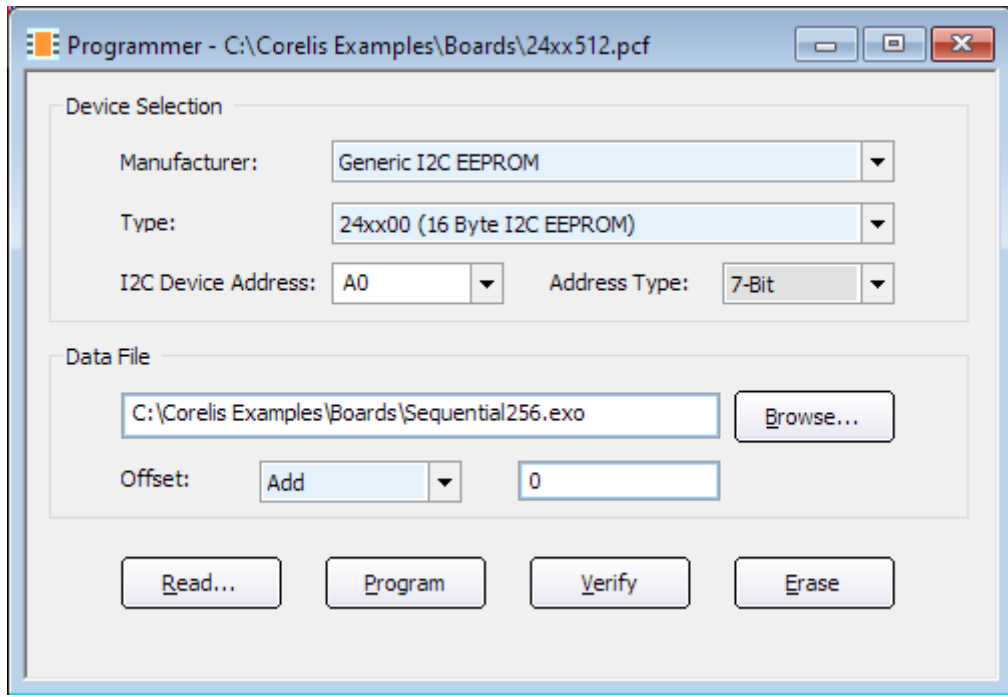 Programmer - C:\Corelis Examples\Boards\24xx512.pcf
Device Selection
Manufacturer: Generic I2C EEPROM
Type: 24xx00 (16 Byte I2C EEPROM)
I2C Device Address: A0 Address Type: 7-Bit
Data File
C:\Corelis Examples\Boards\Sequential256.exo Browse...
Offset: Add 0
Read... Program Verify Erase